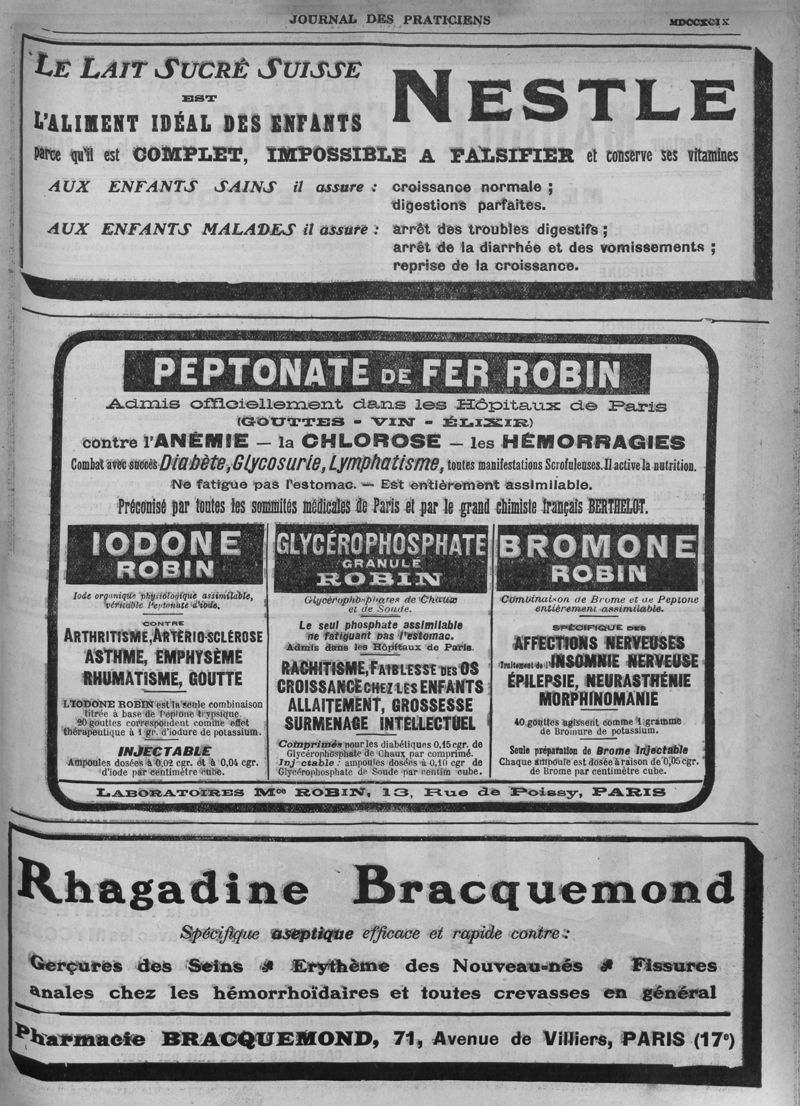 JOURNAL DES PRATICIENS MDCCXCIX
LE LAIT SUCRÉ SUISSE
EST
L'ALIMENT IDÉAL DES ENFANTS
NESTLE
parce qu'il est COMPLET, IMPOSSIBLE A FALSIFIER et conserve ses vitamines
AUX ENFANTS SAINS il assure : croissance normale ;
digestions parfaites.
AUX ENFANTS MALADES il assure : arrêt des troubles digestifs ;
arrêt de la diarrhée et des vomissements ;
reprise de la croissance.
PEPTONATE DE FER ROBIN
Admis officiellement dans les Hôpitaux de Paris
(GOUTTES - VIN - ÉLIXIR)
contre l'ANÉMIE — la CHLOROSE — les HÉMORRAGIES
Combat avec succès Diabète, Glycosurie, Lymphatisme, toutes manifestations Scrofuleuses. Il active la nutrition.
Ne fatigue pas l'estomac. — Est entièrement assimilable.
Préconisé par toutes les sommités médicales de Paris et par le grand chimiste français BERTHELOT.
IODONE
ROBIN
Iode organique physiologique assimilable,
véritable Peptonate d'iode.
CONTRE
ARTHRITISME, ARTÉRIO-SCLÉROSE
ASTHME, EMPHYSÈME
RHUMATISME, GOUTTE
L'IODONE ROBIN est la seule combinaison
titrée à base de Peptone trypsique.
20 gouttes correspondent comme effet
thérapeutique à 1 gr. d'iodure de potassium.
INJECTABLE
Ampoules dosées à 0,02 cgr. et à 0,04 cgr.
d'iode par centimètre cube.
GLYCÉROPHOSPHATE
GRANULÉ
ROBIN
Glycérophosphates de Chaux
et de Soude.
Le seul phosphate assimilable
ne fatiguant pas l'estomac.
Admis dans les Hôpitaux de Paris.
RACHITISME, FAIBLESSE DES OS
CROISSANCE CHEZ LES ENFANTS
ALLAITEMENT, GROSSESSE
SURMENAGE INTELLECTUEL
Comprimés pour les diabétiques 0,15 cgr. de
Glycérophosphate de Chaux par comprimé.
Injectable : ampoules dosées à 0,10 cgr de
Glycérophosphate de Soude par centim cube.
BROMONE
ROBIN
Combinaison de Brome et de Peptone
entièrement assimilable.
SPÉCIFIQUE DES
AFFECTIONS NERVEUSES
Traitement de l'INSOMNIE NERVEUSE
ÉPILEPSIE, NEURASTHÉNIE
MORPHINOMANIE
40 gouttes agissent comme 1 gramme
de Bromure de potassium.
Seule préparation de Brome Injectable
Chaque ampoule est dosée à raison de 0,05 cgr.
de Brome par centimètre cube.
LABORATOIRES Mce ROBIN, 13, Rue de Poissy, PARIS
Rhagadine Bracquemond
Spécifique aseptique efficace et rapide contre :
Gerçures des Seins Erythème des Nouveau-nés Fissures
anales chez les hémorrhoïdaires et toutes crevasses en général
Pharmacie BRACQUEMOND, 71, Avenue de Villiers, PARIS (17e)